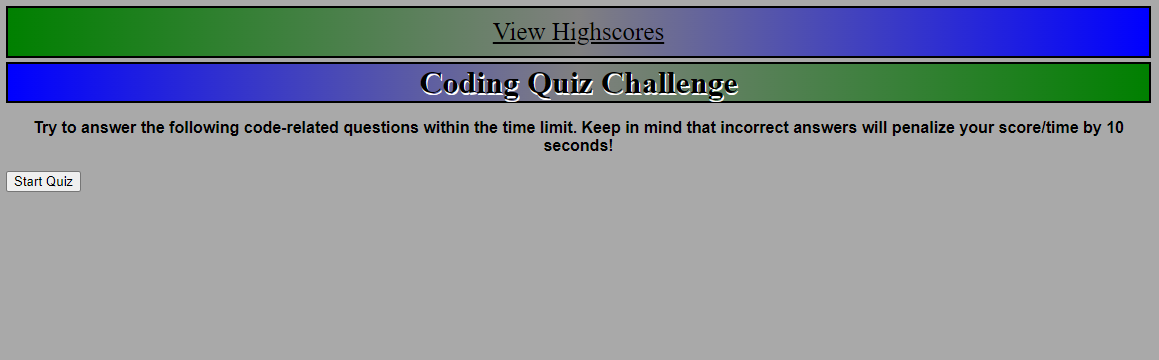 View Highscores
Coding Quiz Challenge
Try to answer the following code-related questions within the time limit. Keep in mind that incorrect answers will penalize your score/time by 10
seconds!
Start Quiz